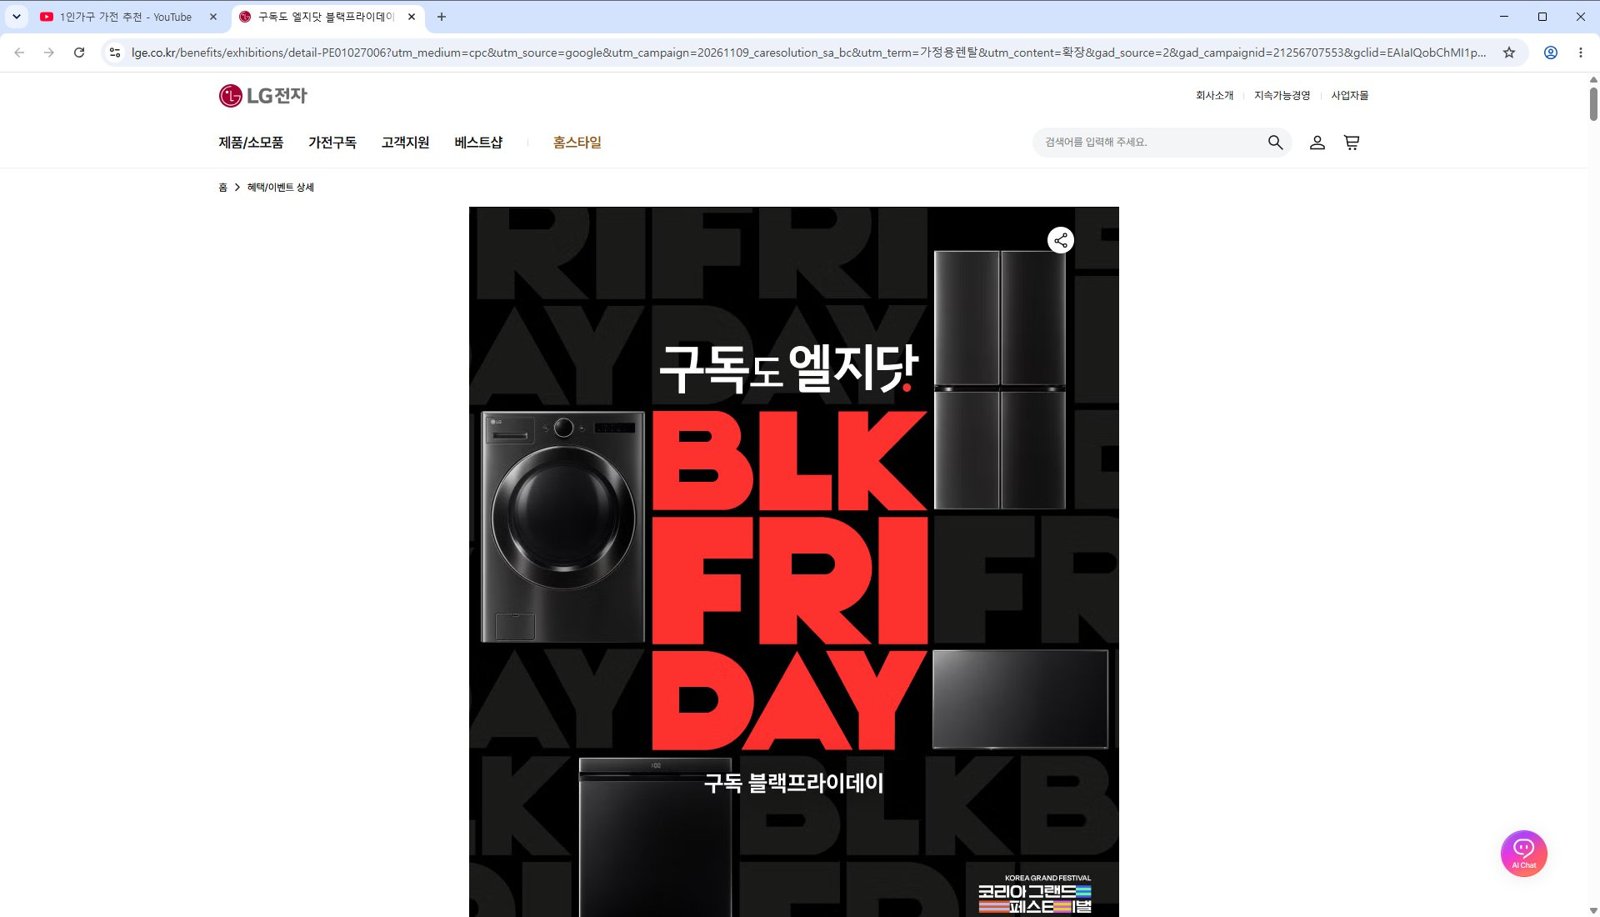 1인가구 가전 추천 - YouTube
구독도 엘지닷 블랙프라이데이
lge.co.kr/benefits/exhibitions/detail-PE01027006?utm_medium=cpc&utm_source=google&utm_campaign=20261109_caresolution_sa_bc&utm_term=가정용렌탈&utm_content=확장&gad_source=2&gad_campaignid=21256707553&gclid=EAIaIQobChMI1p...
LG전자
회사소개 지속가능경영 사업자몰
제품/소모품 가전구독 고객지원 베스트샵 홈스타일
검색어를 입력해 주세요.
홈 > 혜택/이벤트 상세
구독도 엘지닷
BLK
FRI
DAY
구독 블랙프라이데이
KOREA GRAND FESTIVAL
코리아그랜드
페스티벌
AI Chat